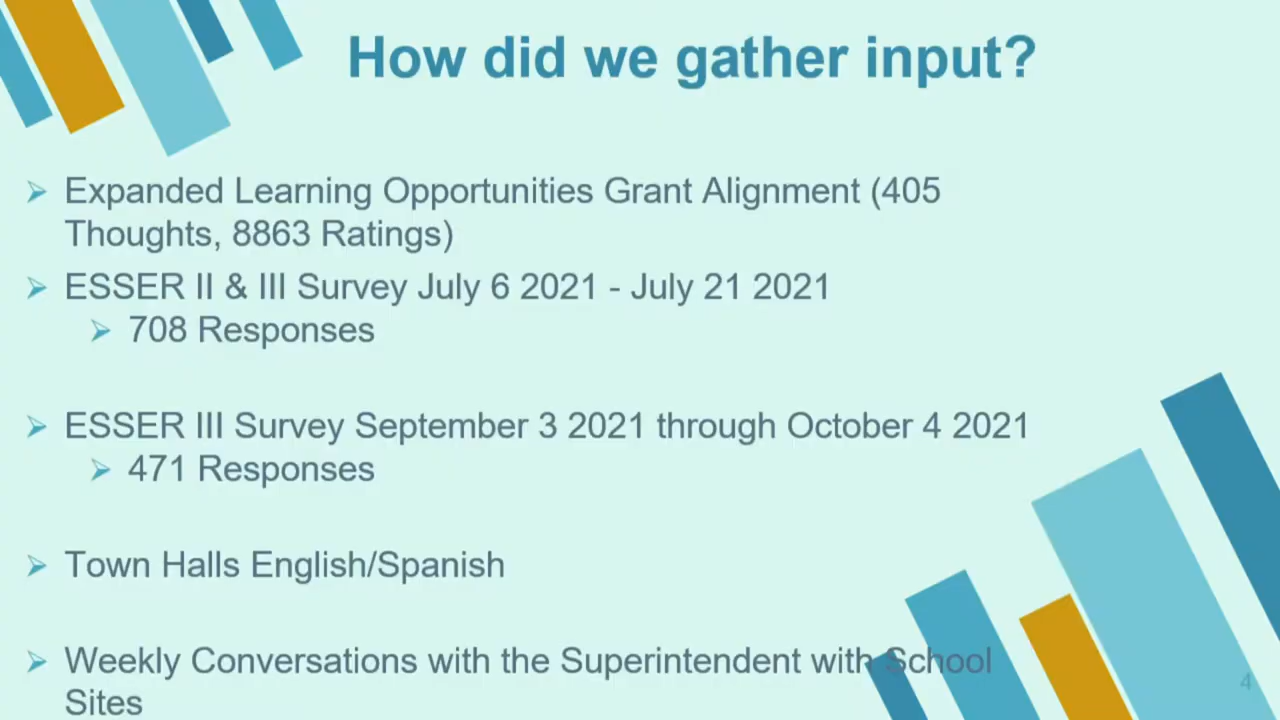 How did we gather input?
Expanded Learning Opportunities Grant Alignment (405
Thoughts, 8863 Ratings)
ESSER II & III Survey July 6 2021 - July 21 2021
708 Responses
ESSER III Survey September 3 2021 through October 4 2021
471 Responses
Town Halls English/Spanish
Weekly Conversations with the Superintendent with School
Sites
4